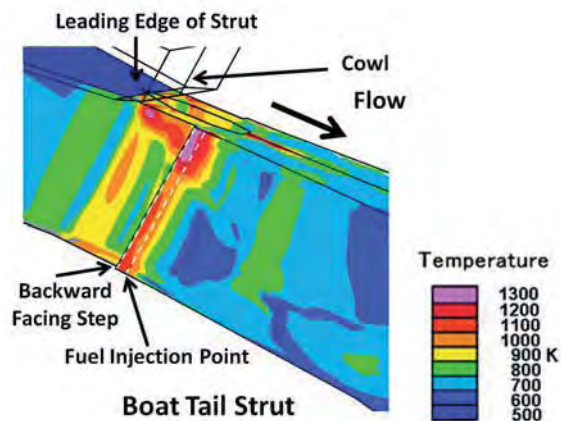 Leading Edge of Strut
Cowl
Flow
Temperature
1300
1200
1100
1000
900 K
800
700
600
500
Backward
Facing Step
Fuel Injection Point
Boat Tail Strut